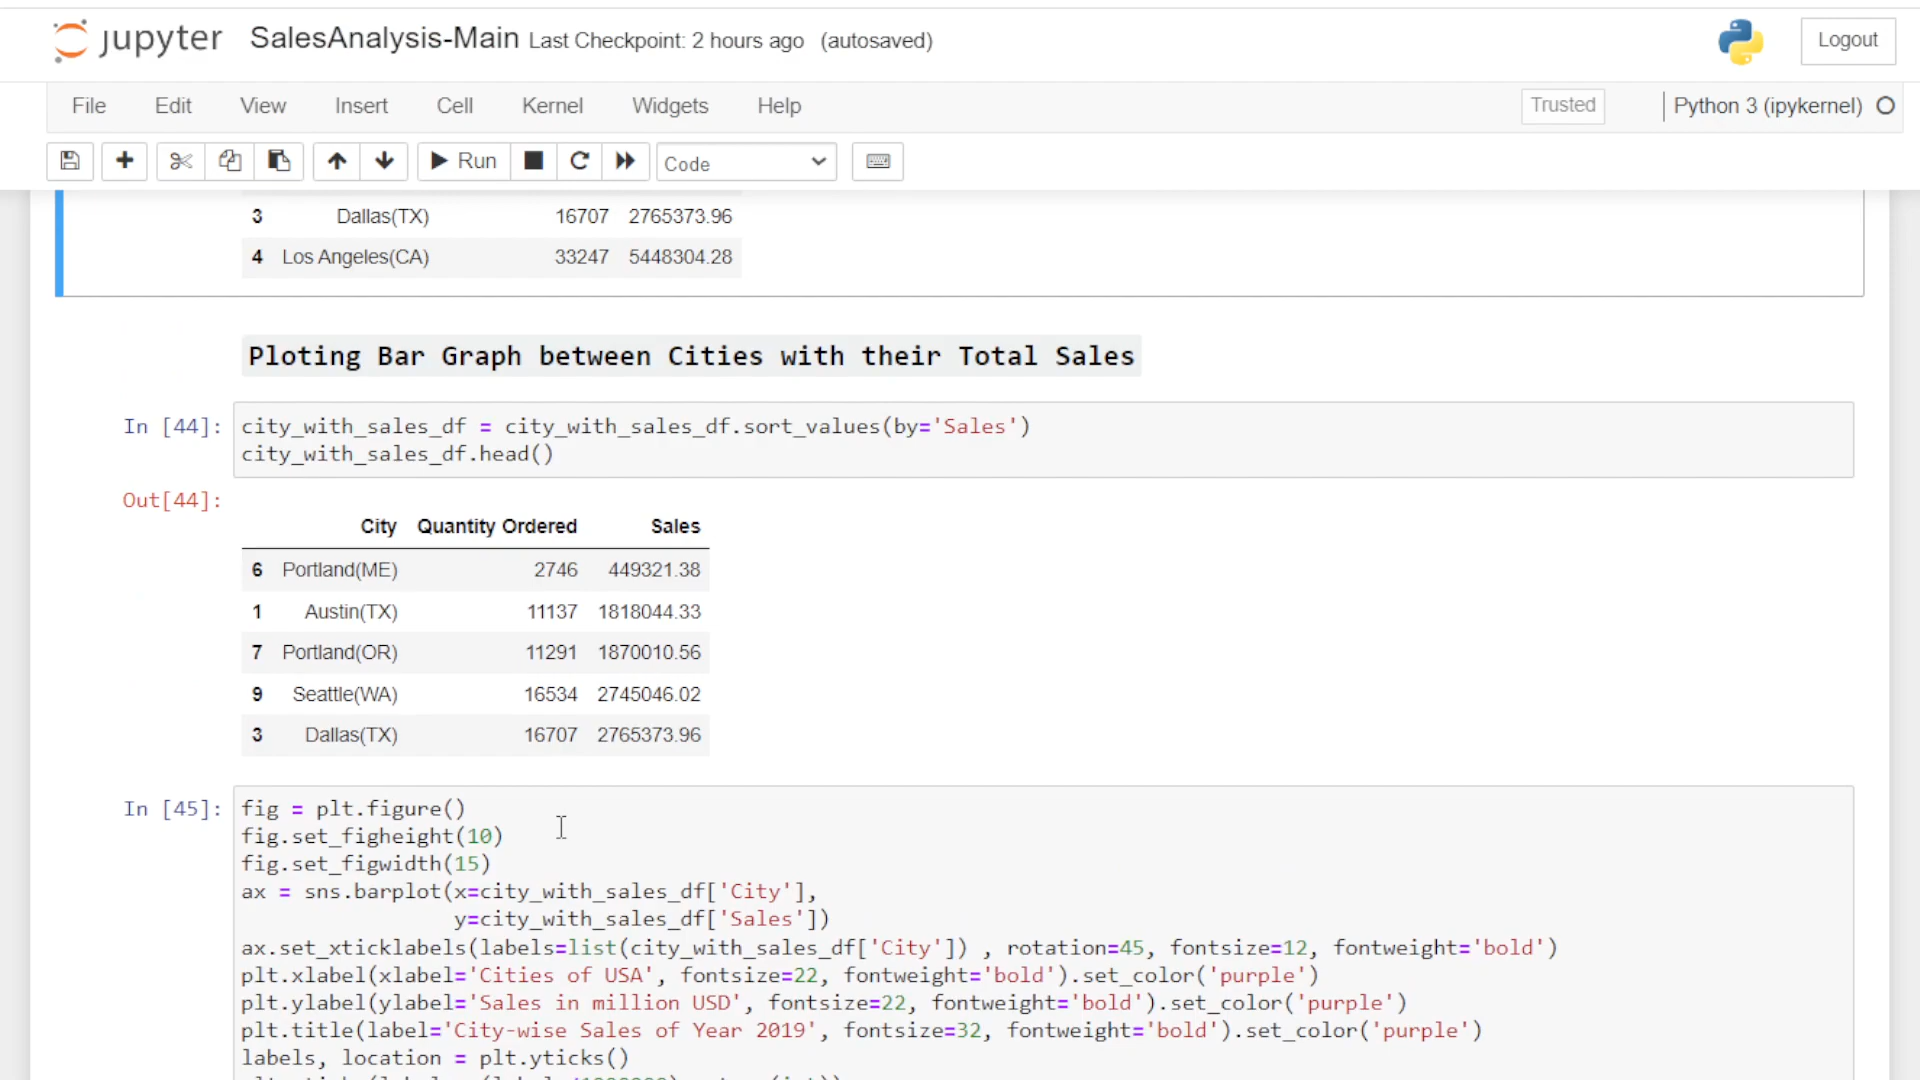 jupyter SalesAnalysis-Main Last Checkpoint: 2 hours ago (autosaved) Logout
File Edit View Insert Cell Kernel Widgets Help Trusted Python 3 (ipykernel)
Run Code
3 Dallas(TX) 16707 2765373.96
4 Los Angeles(CA) 33247 5448304.28
Ploting Bar Graph between Cities with their Total Sales
In [44]: city_with_sales_df = city_with_sales_df.sort_values(by='Sales')
city_with_sales_df.head()
Out[44]:
City Quantity Ordered Sales
6 Portland(ME) 2746 449321.38
1 Austin(TX) 11137 1818044.33
7 Portland(OR) 11291 1870010.56
9 Seattle(WA) 16534 2745046.02
3 Dallas(TX) 16707 2765373.96
In [45]: fig = plt.figure()
fig.set_figheight(10)
fig.set_figwidth(15)
ax = sns.barplot(x=city_with_sales_df['City'],
y=city_with_sales_df['Sales'])
ax.set_xticklabels(labels=list(city_with_sales_df['City']) , rotation=45, fontsize=12, fontweight='bold')
plt.xlabel(xlabel='Cities of USA', fontsize=22, fontweight='bold').set_color('purple')
plt.ylabel(ylabel='Sales in million USD', fontsize=22, fontweight='bold').set_color('purple')
plt.title(label='City-wise Sales of Year 2019', fontsize=32, fontweight='bold').set_color('purple')
labels, location = plt.yticks()